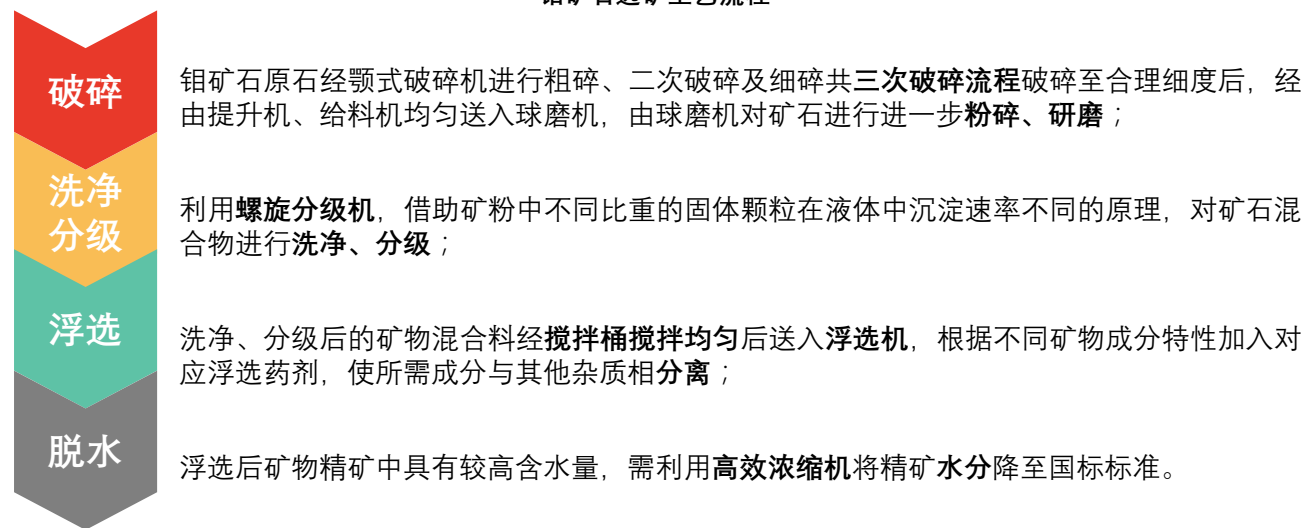 钼矿石选矿工艺流程
破碎
钼矿石原石经颚式破碎机进行粗碎、二次破碎及细碎共三次破碎流程破碎至合理细度后，经
由提升机、给料机均匀送入球磨机，由球磨机对矿石进行进一步粉碎、研磨；
洗净
分级
利用螺旋分级机，借助矿粉中不同比重的固体颗粒在液体中沉淀速率不同的原理，对矿石混
合物进行洗净、分级；
浮选
洗净、分级后的矿物混合料经搅拌桶搅拌均匀后送入浮选机，根据不同矿物成分特性加入对
应浮选药剂，使所需成分与其他杂质相分离；
脱水
浮选后矿物精矿中具有较高含水量，需利用高效浓缩机将精矿水分降至国标标准。